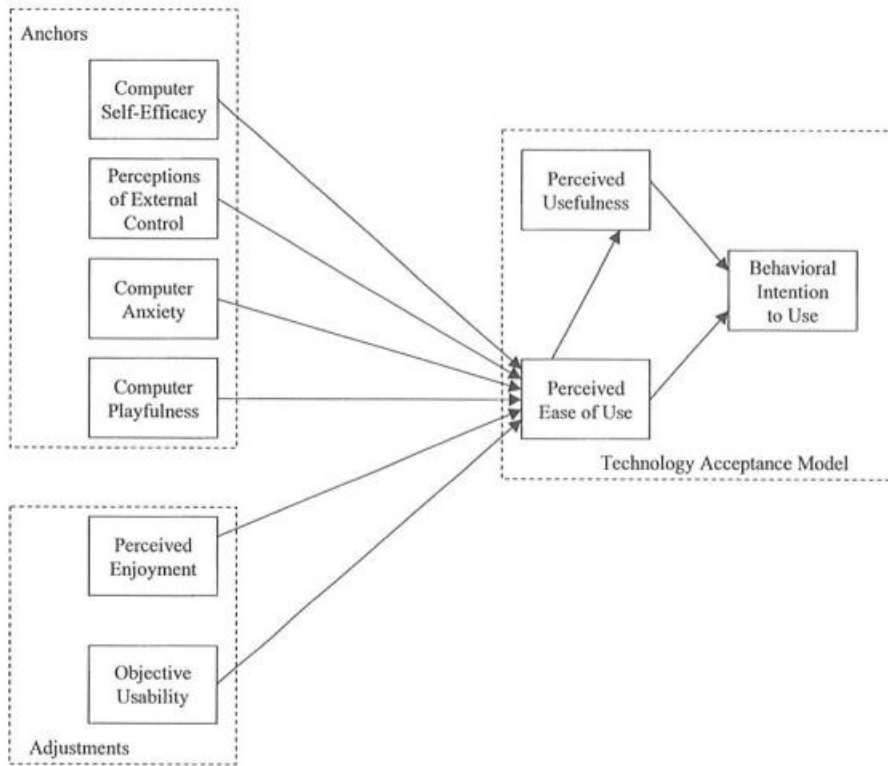 Anchors
Computer
Self-Efficacy
Perceptions
of External
Control
Computer
Anxiety
Computer
Playfulness
Perceived
Enjoyment
Objective
Usability
Adjustments
Perceived
Usefulness
Behavioral
Intention
to Use
Perceived
Ease of Use
Technology Acceptance Model